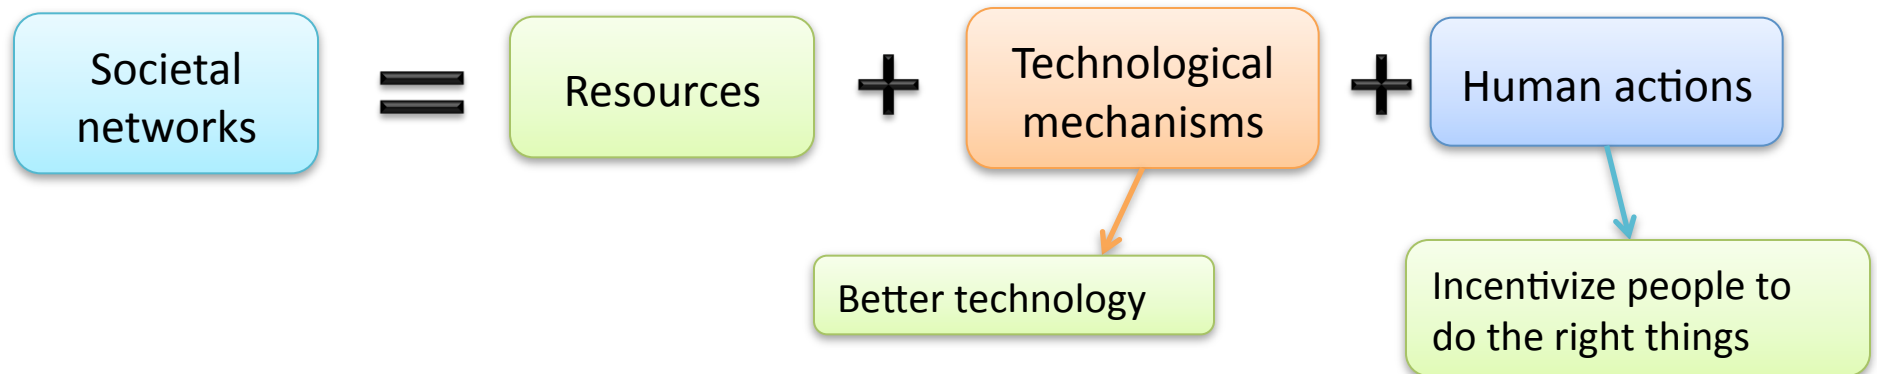 Societal
networks
=
Resources
+
Technological
mechanisms
+
Human actions
Better technology
Incentivize people to
do the right things